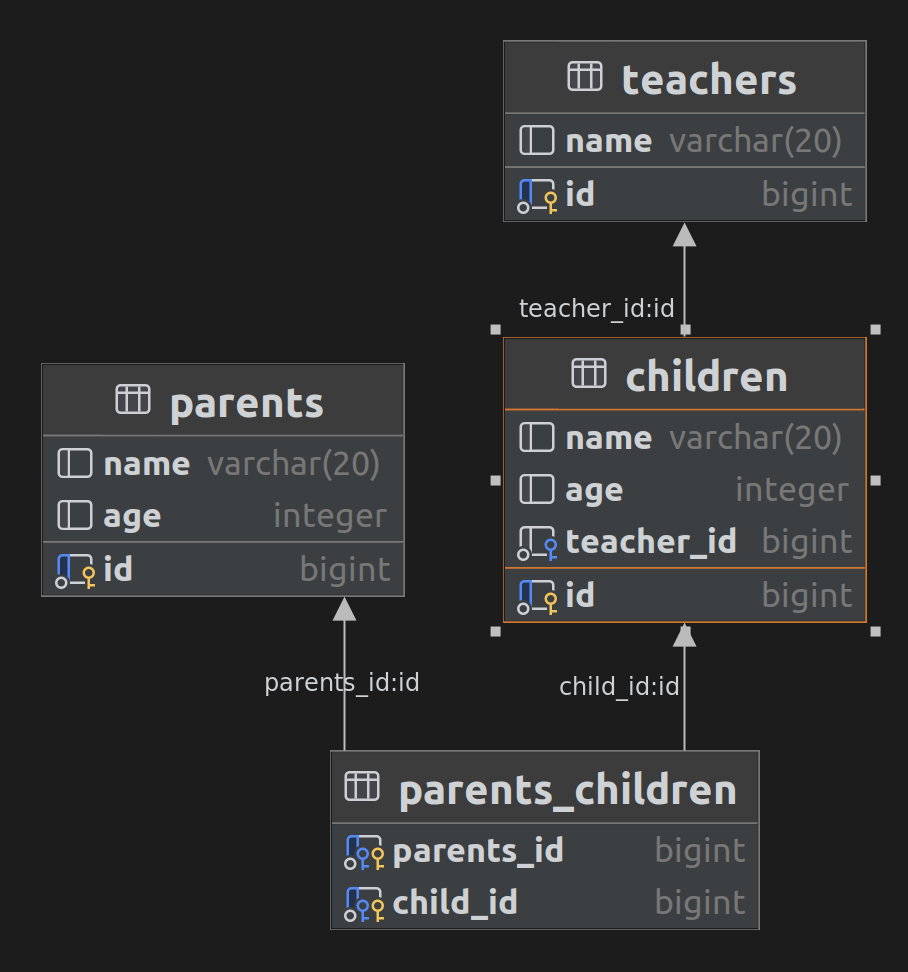 teachers
name varchar(20)
id bigint
teacher_id:id
children
name varchar(20)
age integer
teacher_id bigint
id bigint
parents
name varchar(20)
age integer
id bigint
parents_id:id
child_id:id
parents_children
parents_id bigint
child_id bigint